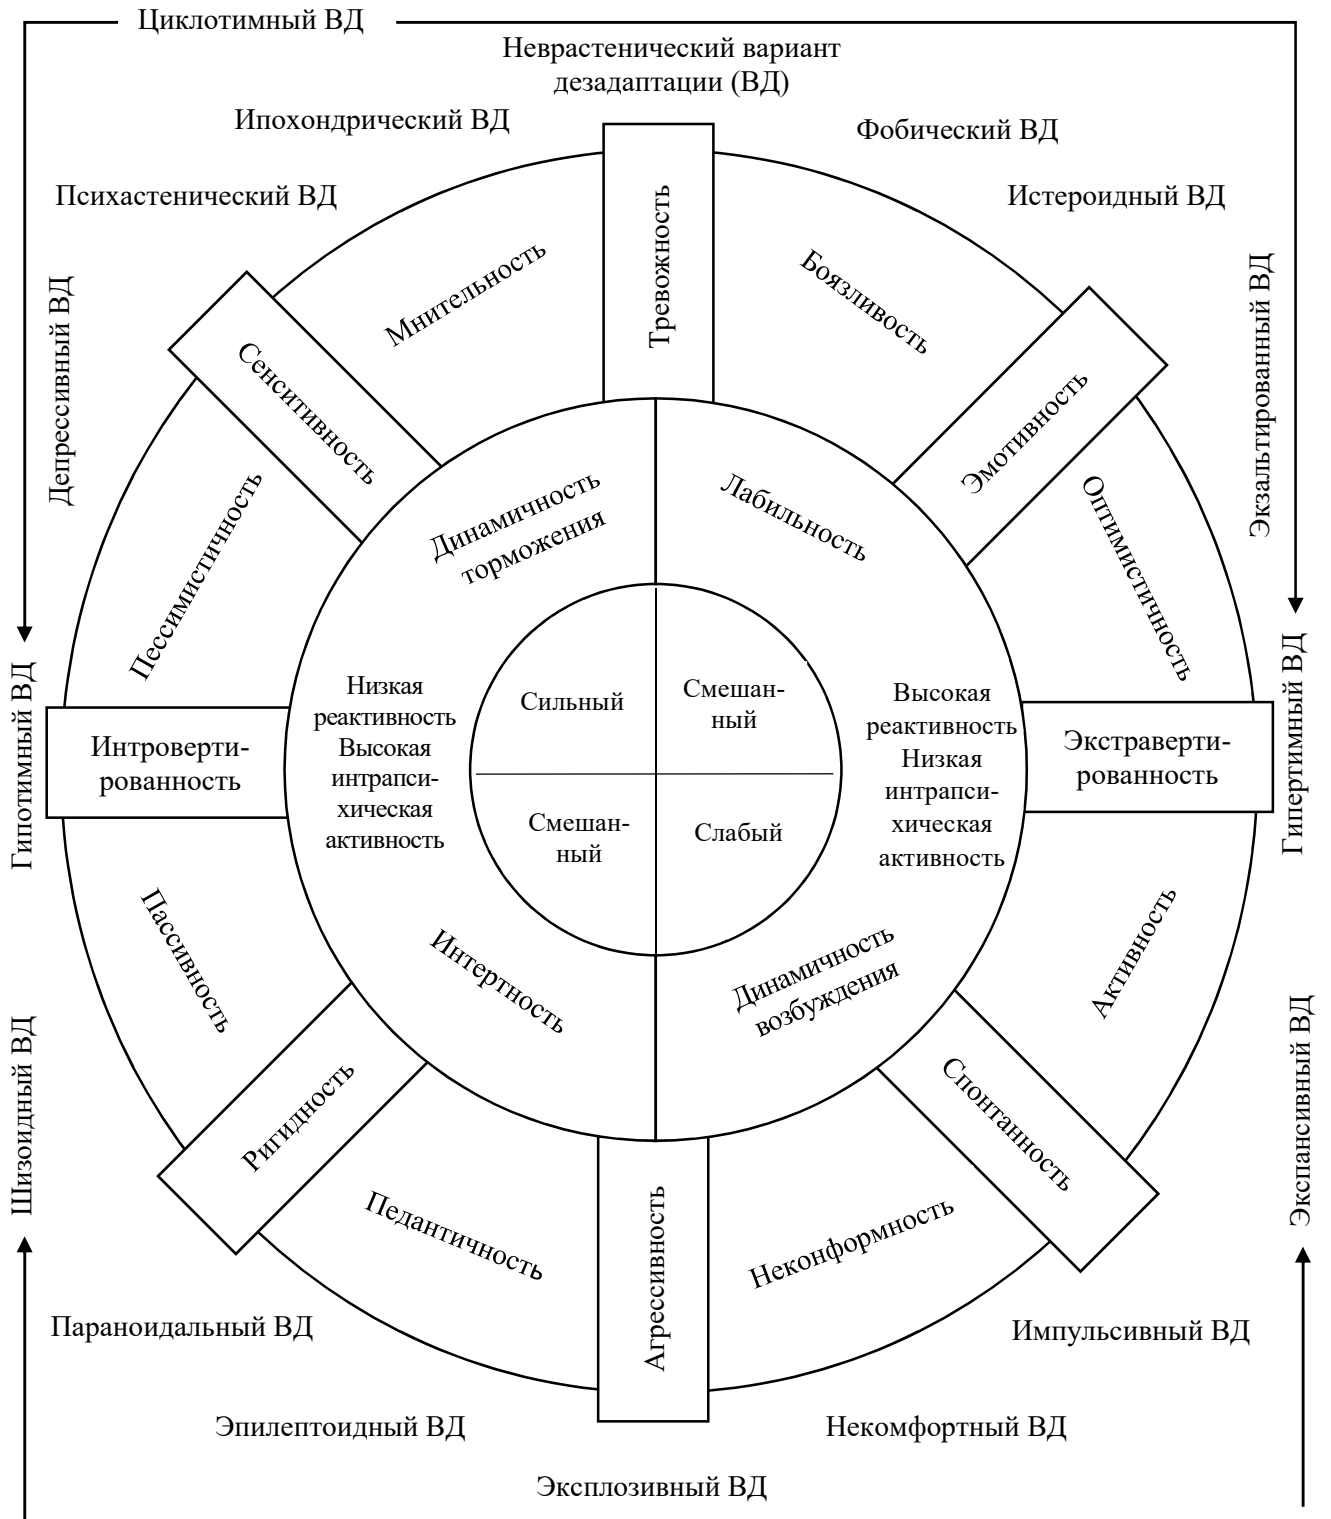 Циклотимный ВД
Неврастенический вариант
дезадаптации (ВД)
Ипохондрический ВД
Фобический ВД
Психастенический ВД
Истероидный ВД
Депрессивный ВД
Экзальтированный ВД
Тревожность
Мнительность
Боязливость
Сенситивность
Эмотивность
Пессимистичность
Оптимистичность
Динамичность
торможения
Лабильность
Гипотимный ВД
Интроверти-
рованность
Низкая
реактивность
Высокая
интрапси-
хическая
активность
Сильный
Смешан-
ный
Смешан-
ный
Слабый
Высокая
реактивность
Низкая
интрапси-
хическая
активность
Экстраверти-
рованность
Гипертимный ВД
Пассивность
Интертность
Динамичность
возбуждения
Активность
Шизоидный ВД
Ригидность
Спонтанность
Экспансивный ВД
Педантичность
Агрессивность
Неконформность
Параноидальный ВД
Импульсивный ВД
Эпилептоидный ВД
Некомфортный ВД
Эксплозивный ВД